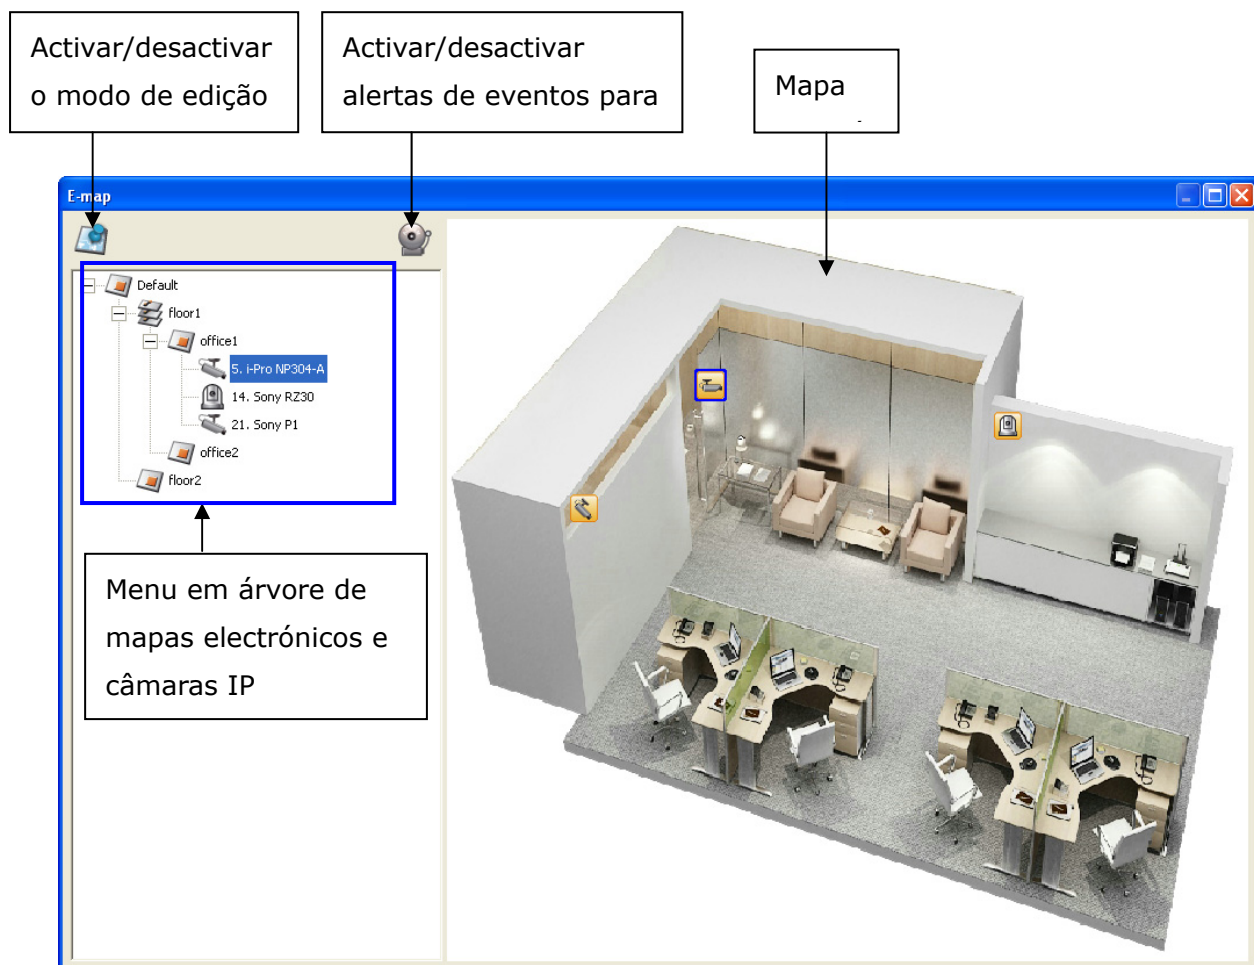 Activar/desactivar
o modo de edição
Activar/desactivar
alertas de eventos para
Mapa
E-map
Default
floor1
office1
5. i-Pro NP304-A
14. Sony RZ30
21. Sony P1
office2
floor2
Menu em árvore de
mapas electrónicos e
câmaras IP